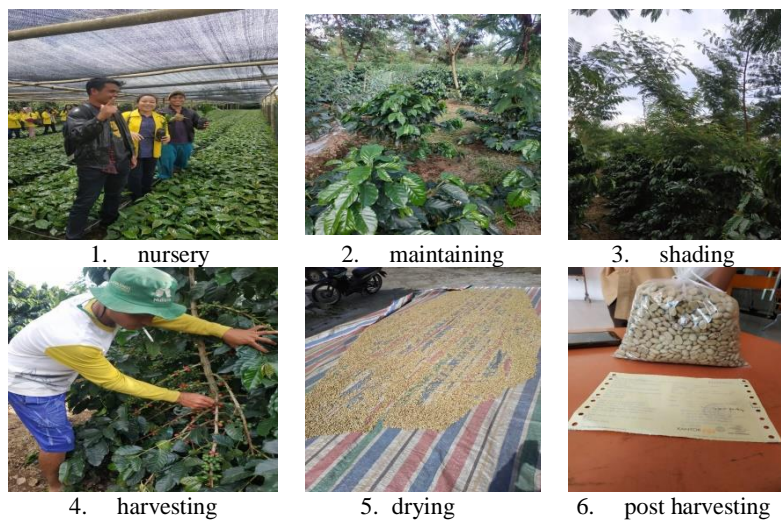 1. nursery
2. maintaining
3. shading
4. harvesting
5. drying
6. post harvesting